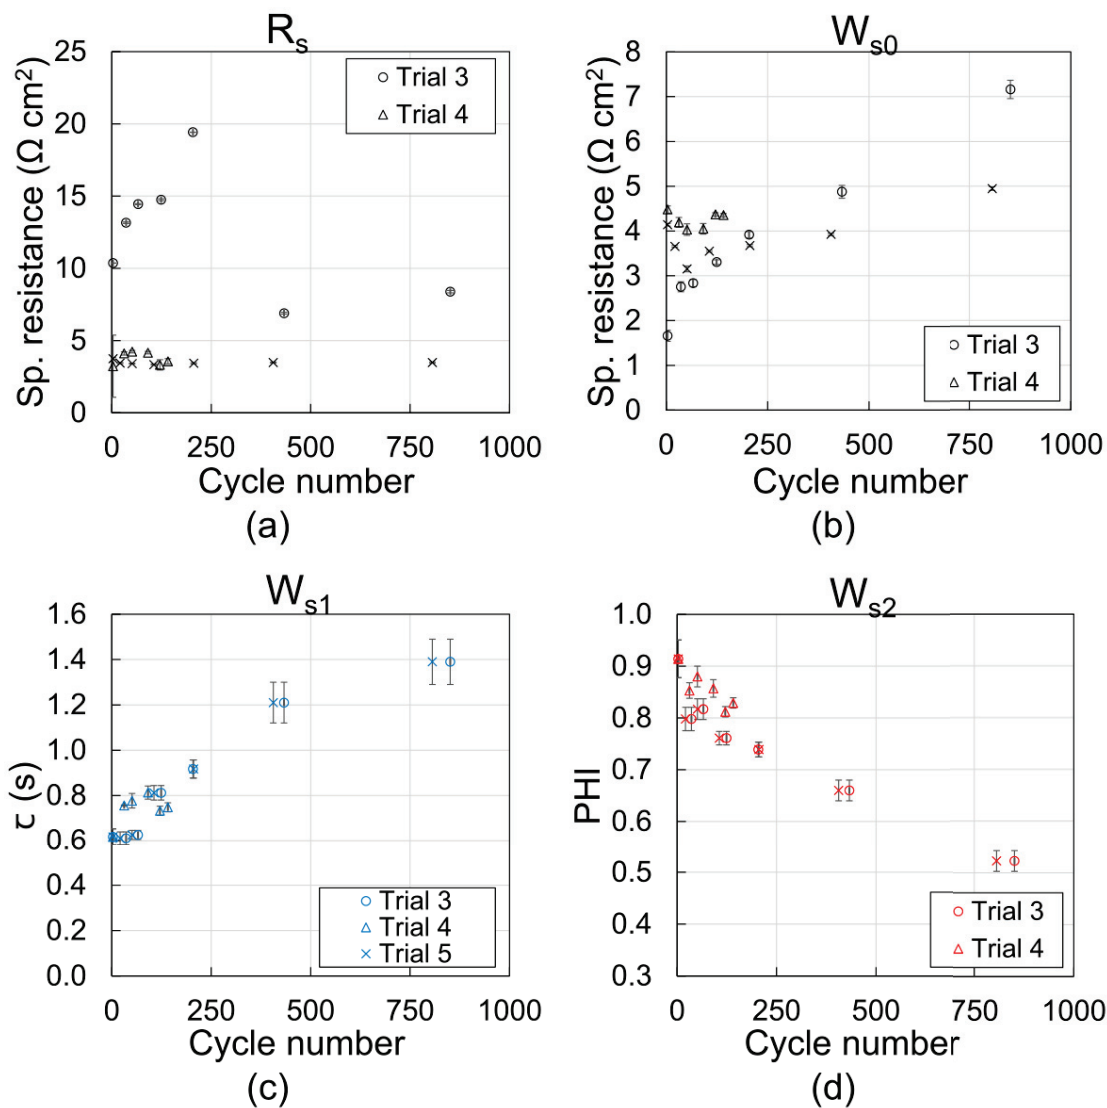 R_s
Sp. resistance (Ω cm²)
25
20
15
10
5
0
0 250 500 750 1000
Cycle number
Trial 3
Trial 4
(a)
W_s0
Sp. resistance (Ω cm²)
8
7
6
5
4
3
2
1
0
0 250 500 750 1000
Cycle number
Trial 3
Trial 4
(b)
W_s1
τ (s)
1.6
1.4
1.2
1.0
0.8
0.6
0.4
0.2
0.0
0 250 500 750 1000
Cycle number
Trial 3
Trial 4
Trial 5
(c)
W_s2
PHI
1.0
0.9
0.8
0.7
0.6
0.5
0.4
0.3
0 250 500 750 1000
Cycle number
Trial 3
Trial 4
(d)